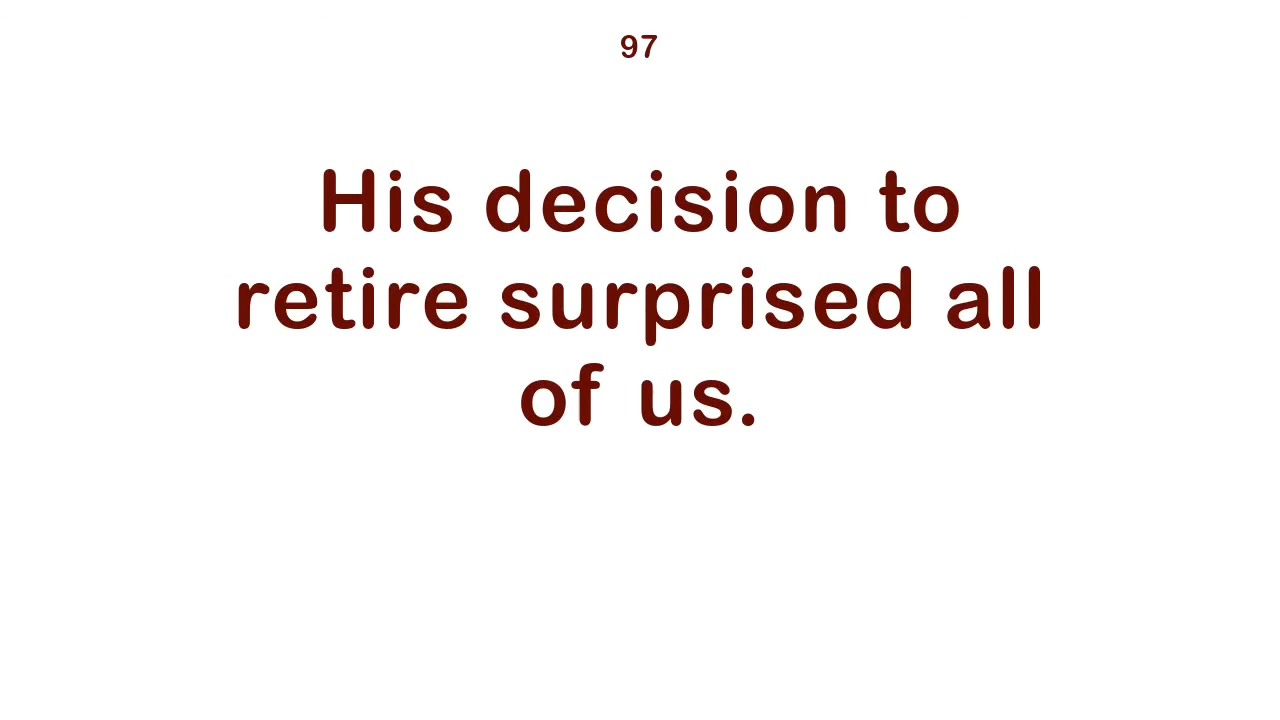 97
His decision to
retire surprised all
of us.